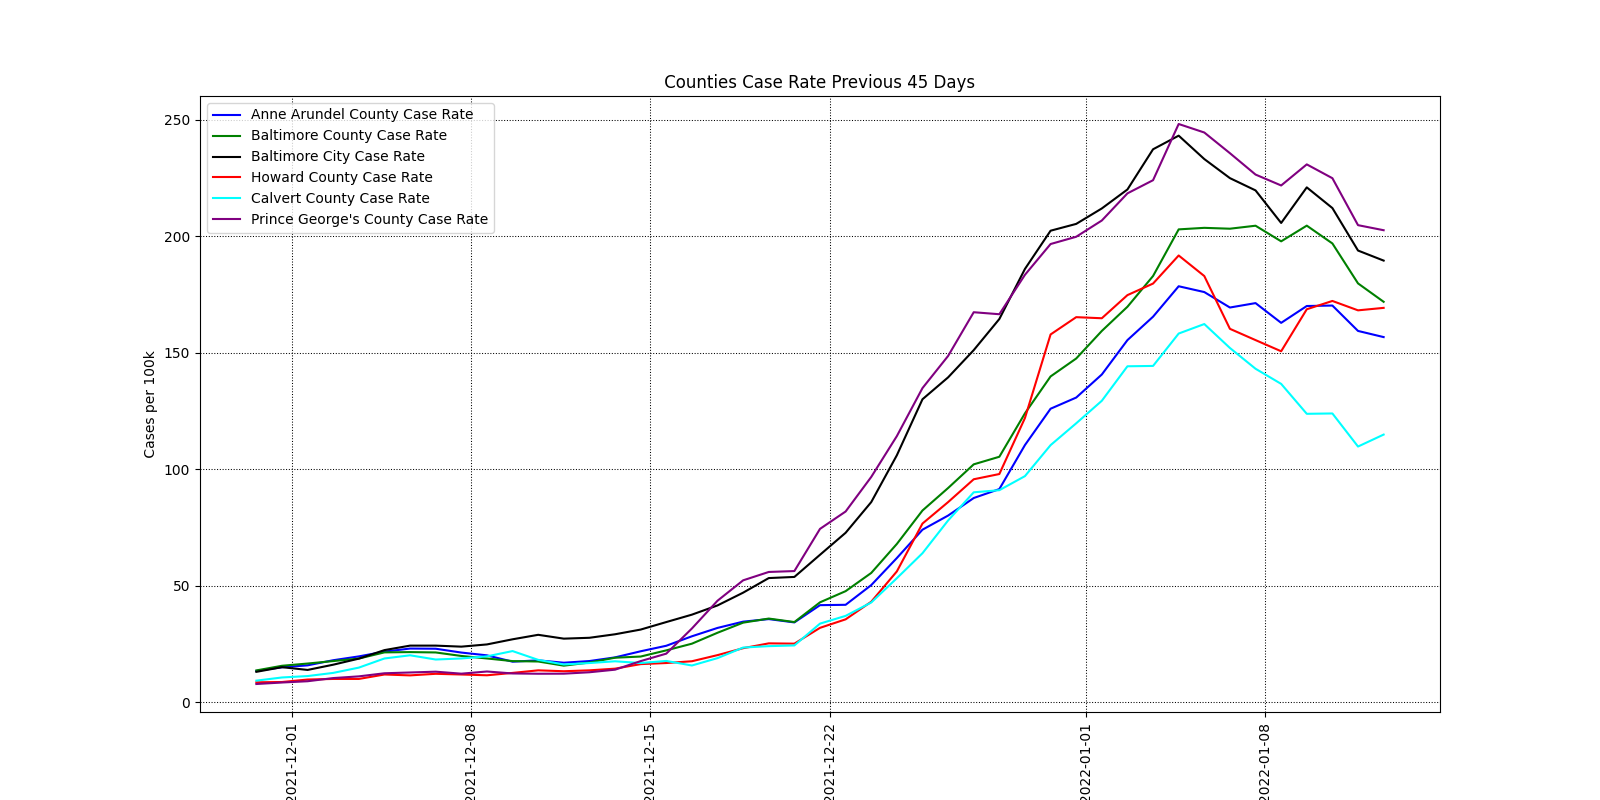 Counties Case Rate Previous 45 Days
Anne Arundel County Case Rate
Baltimore County Case Rate
Baltimore City Case Rate
Howard County Case Rate
Calvert County Case Rate
Prince George's County Case Rate
250
200
150
100
50
0
Cases per 100k
2021-12-01
2021-12-08
2021-12-15
2021-12-22
2022-01-01
2022-01-08